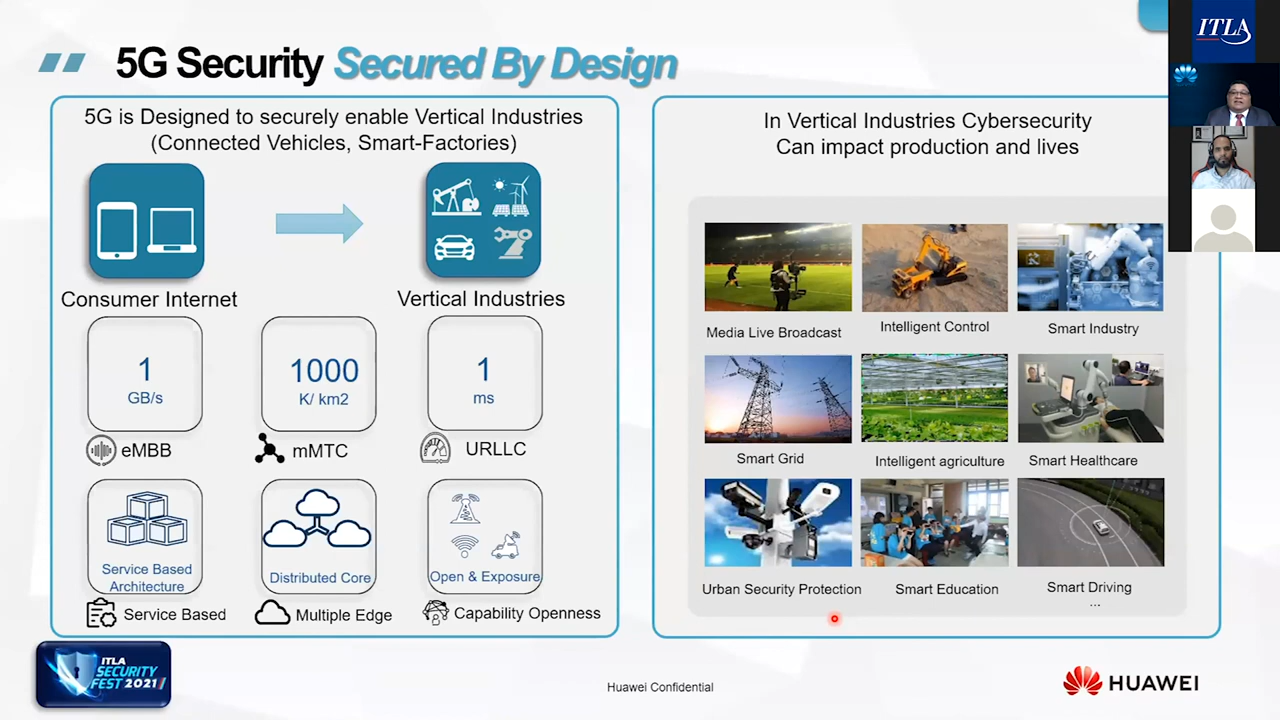 5G Security Secured By Design
5G is Designed to securely enable Vertical Industries
(Connected Vehicles, Smart-Factories)
Consumer Internet
Vertical Industries
1
GB/s
1000
K/ km2
1
ms
eMBB
mMTC
URLLC
Service Based
Architecture
Distributed Core
Open & Exposure
Service Based
Multiple Edge
Capability Openness
In Vertical Industries Cybersecurity
Can impact production and lives
Media Live Broadcast
Intelligent Control
Smart Industry
Smart Grid
Intelligent agriculture
Smart Healthcare
Urban Security Protection
Smart Education
Smart Driving
...
ITLA
ITLA
SECURITY
FEST 2021
Huawei Confidential
HUAWEI